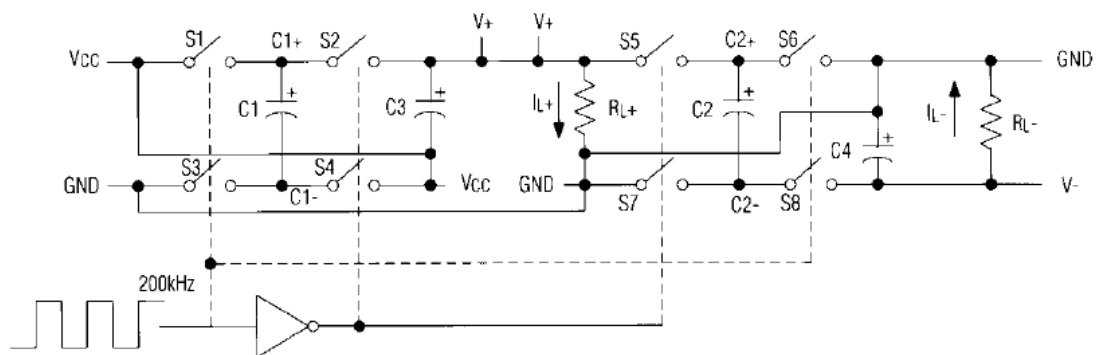 V+ V+
S1 C1+ S2 S5 C2+ S6
VCC GND
C1 C3 IL+ RL+ C2 IL- RL-
C4
S3 S4
GND VCC GND V-
C1- S7 C2- S8
200kHz